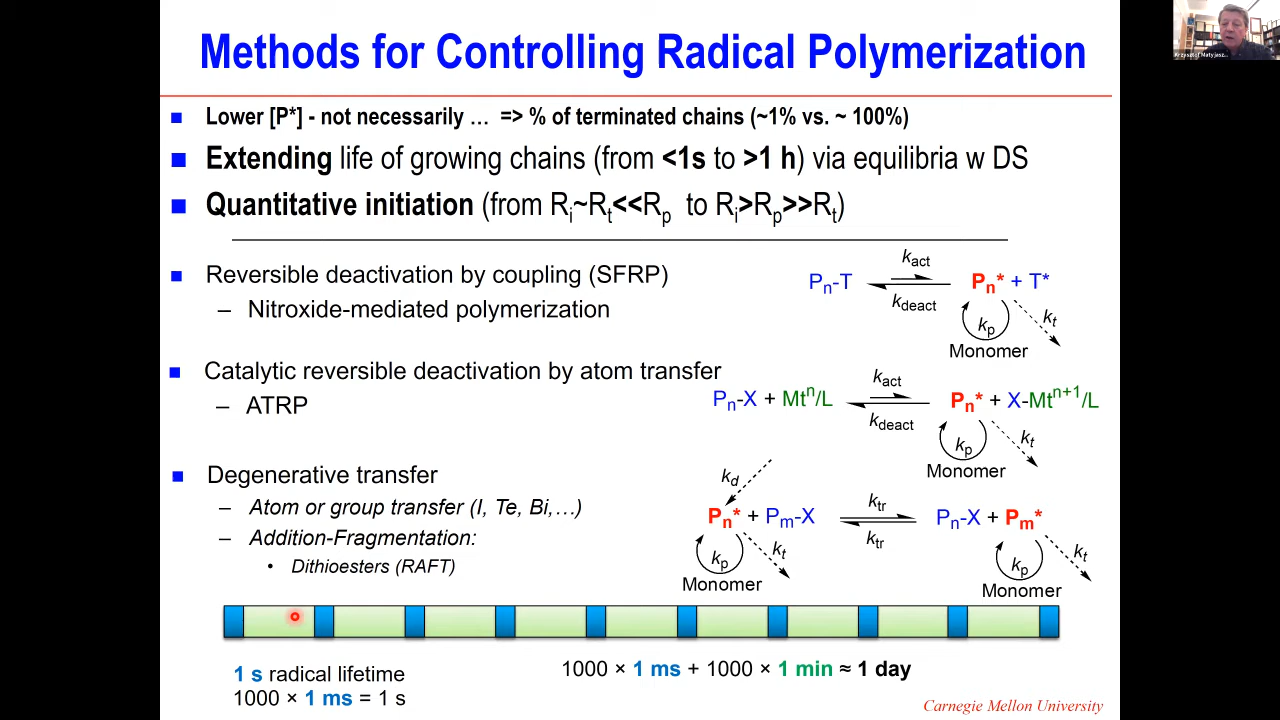 Methods for Controlling Radical Polymerization
Krzysztof Matyjasz...
■ Lower [P*] - not necessarily … => % of terminated chains (~1% vs. ~ 100%)
■ Extending life of growing chains (from <1s to >1 h) via equilibria w DS
■ Quantitative initiation (from Ri~Rt<<Rp to Ri>Rp>>Rt)
■ Reversible deactivation by coupling (SFRP)
– Nitroxide-mediated polymerization
kact
Pn-T Pn* + T*
kdeact
kp kt
Monomer
■ Catalytic reversible deactivation by atom transfer
– ATRP
kact
Pn-X + Mtn/L Pn* + X-Mtn+1/L
kdeact
kp kt
Monomer
■ Degenerative transfer
– Atom or group transfer (I, Te, Bi,…)
– Addition-Fragmentation:
• Dithioesters (RAFT)
kd
ktr
Pn* + Pm-X Pn-X + Pm*
ktr
kp kt kp kt
Monomer Monomer
1 s radical lifetime
1000 × 1 ms = 1 s
1000 × 1 ms + 1000 × 1 min ≈ 1 day
Carnegie Mellon University